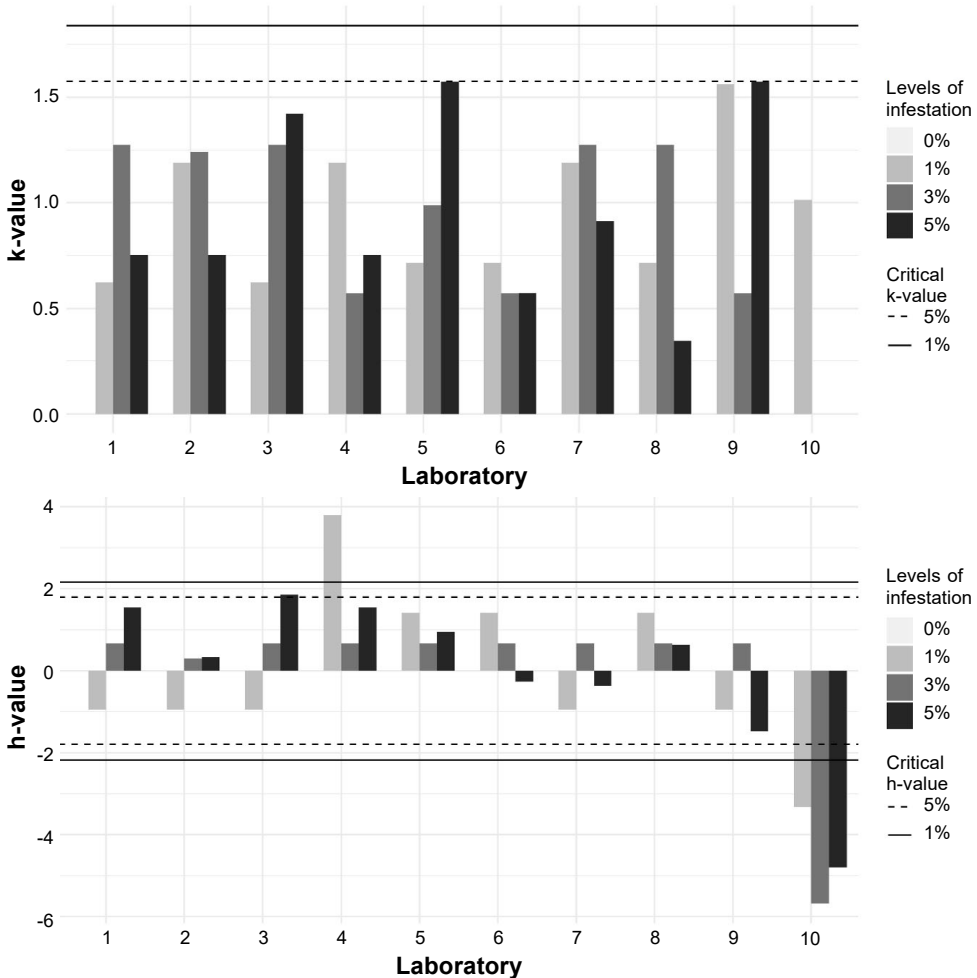 k-value
1.5
1.0
0.5
0.0
1 2 3 4 5 6 7 8 9 10
Laboratory
Levels of
infestation
0%
1%
3%
5%
Critical
k-value
5%
1%
h-value
4
2
0
-2
-4
-6
1 2 3 4 5 6 7 8 9 10
Laboratory
Levels of
infestation
0%
1%
3%
5%
Critical
h-value
5%
1%